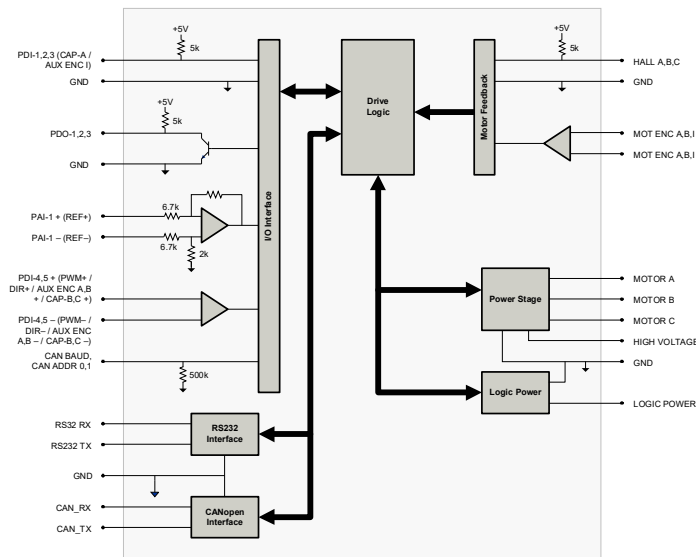 +5V
5k
PDI-1,2,3 (CAP-A /
AUX ENC I)
GND
+5V
5k
PDO-1,2,3
GND
PAI-1 + (REF+)
6.7k
PAI-1 – (REF–)
6.7k
2k
PDI-4,5 + (PWM+ /
DIR+ / AUX ENC A,B
+ / CAP-B,C +)
PDI-4,5 – (PWM– /
DIR– / AUX ENC
A,B – / CAP-B,C –)
CAN BAUD,
CAN ADDR 0,1
500k
I/O Interface
RS32 RX
RS232 TX
RS232
Interface
GND
CAN_RX
CAN_TX
CANopen
Interface
Drive
Logic
Motor Feedback
+5V
5k
HALL A,B,C
GND
MOT ENC A,B,I
MOT ENC A,B,I
Power Stage
MOTOR A
MOTOR B
MOTOR C
HIGH VOLTAGE
GND
Logic Power
LOGIC POWER